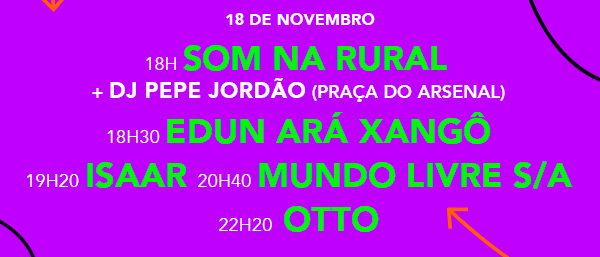 18 DE NOVEMBRO
18H SOM NA RURAL
+ DJ PEPE JORDÃO (PRAÇA DO ARSENAL)
18H30 EDUN ARÁ XANGÔ
19H20 ISAAR 20H40 MUNDO LIVRE S/A
22H20 OTTO